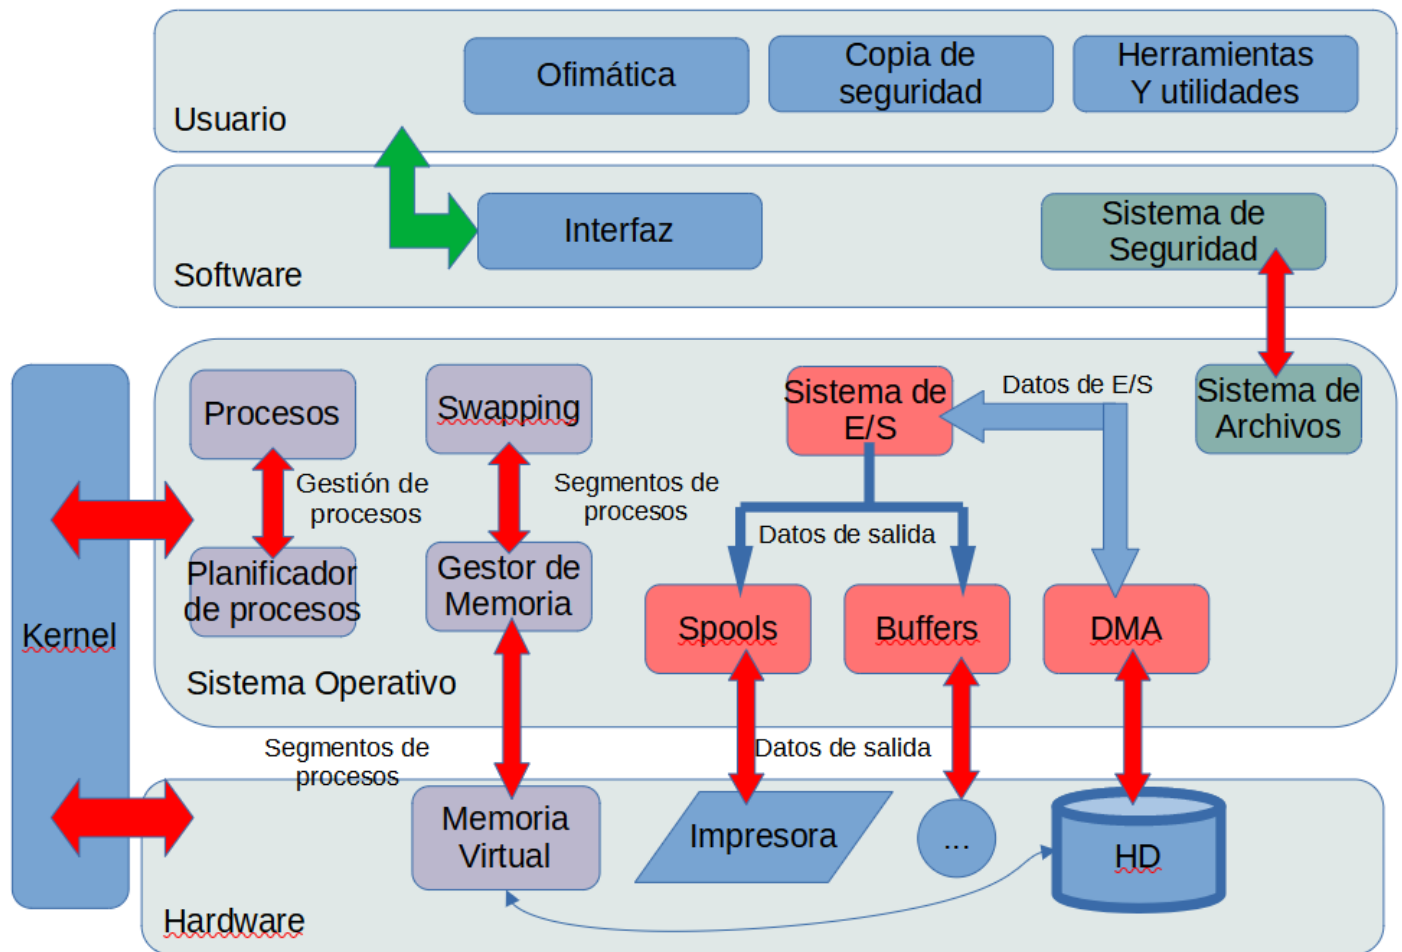 Ofimática
Copia de
seguridad
Herramientas
Y utilidades
Usuario
Interfaz
Sistema de
Seguridad
Software
Kernel
Procesos
Swapping
Sistema de
E/S
Datos de E/S
Sistema de
Archivos
Gestión de
procesos
Segmentos de
procesos
Datos de salida
Planificador
de procesos
Gestor de
Memoria
Spools
Buffers
DMA
Sistema Operativo
Segmentos de
procesos
Datos de salida
Memoria
Virtual
Impresora
...
HD
Hardware